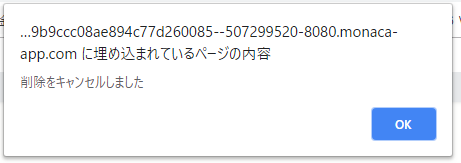 ...9b9ccc08ae894c77d260085--507299520-8080.monaca-
app.com に埋め込まれているページの内容
削除をキャンセルしました
OK